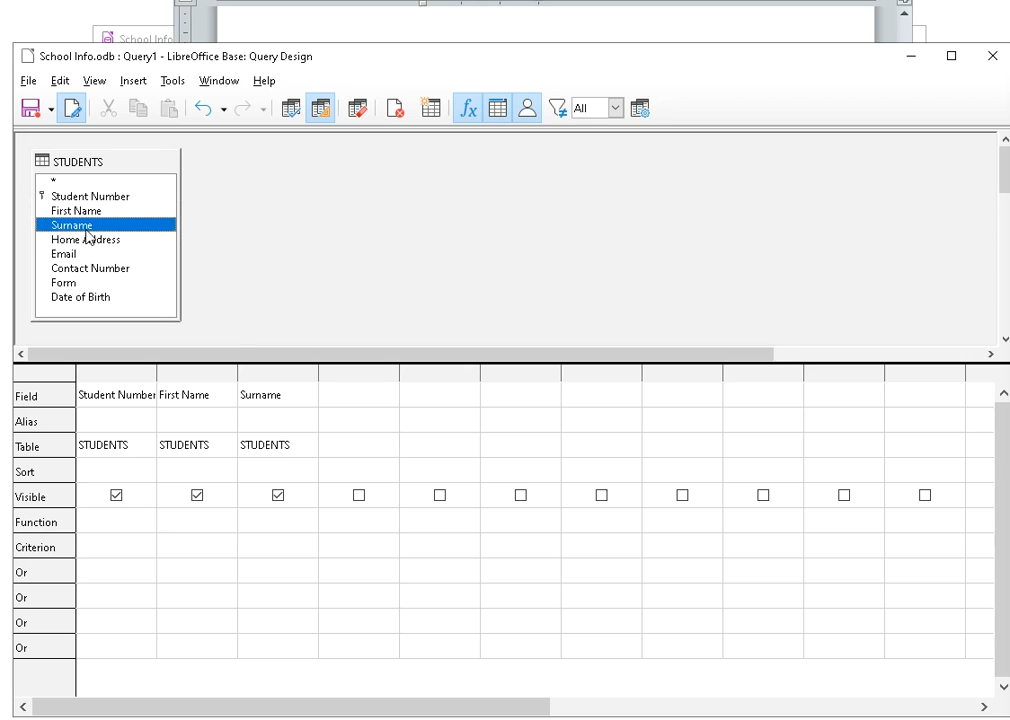 School Info
School Info.odb : Query1 - LibreOffice Base: Query Design
File Edit View Insert Tools Window Help
fx All
STUDENTS
*
Student Number
First Name
Surname
Home Address
Email
Contact Number
Form
Date of Birth
Field Student Number First Name Surname
Alias
Table STUDENTS STUDENTS STUDENTS
Sort
Visible
Function
Criterion
Or
Or
Or
Or